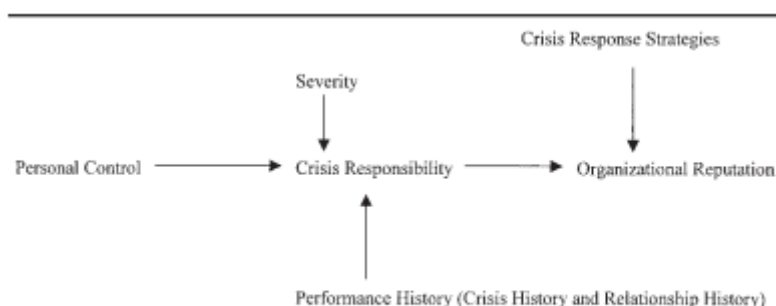 Crisis Response Strategies
Severity
Personal Control
Crisis Responsibility
Organizational Reputation
Performance History (Crisis History and Relationship History)